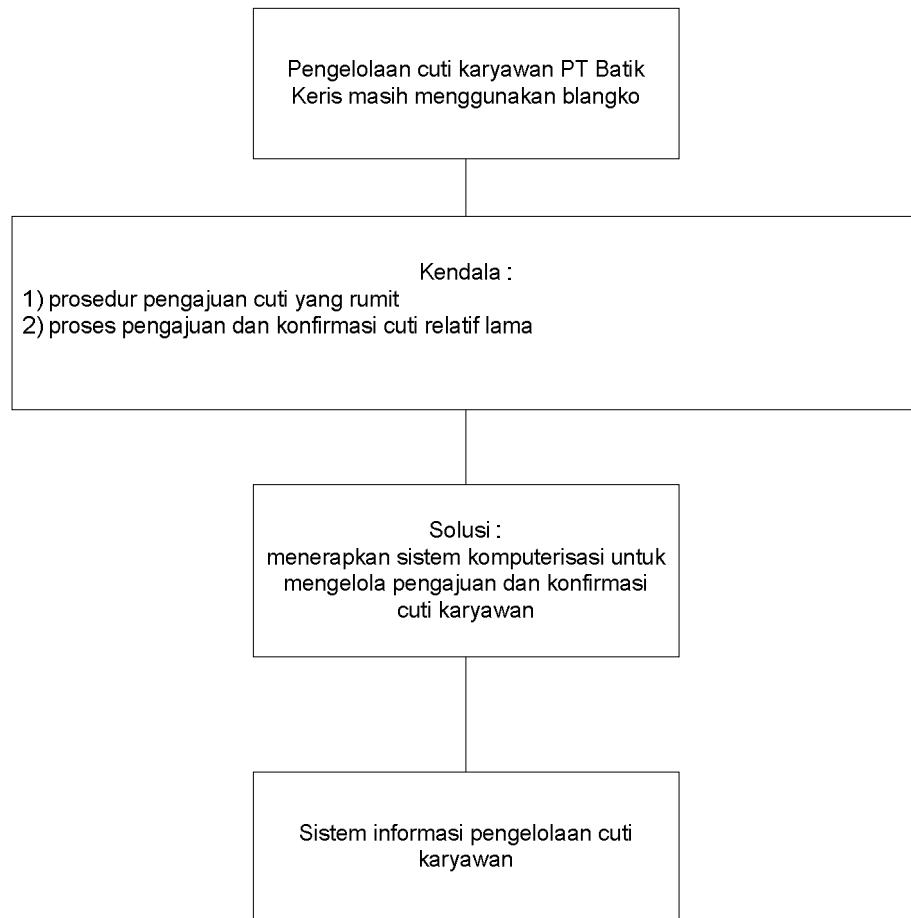 Pengelolaan cuti karyawan PT Batik
Keris masih menggunakan blangko
Kendala :
1) prosedur pengajuan cuti yang rumit
2) proses pengajuan dan konfirmasi cuti relatif lama
Solusi :
menerapkan sistem komputerisasi untuk
mengelola pengajuan dan konfirmasi
cuti karyawan
Sistem informasi pengelolaan cuti
karyawan